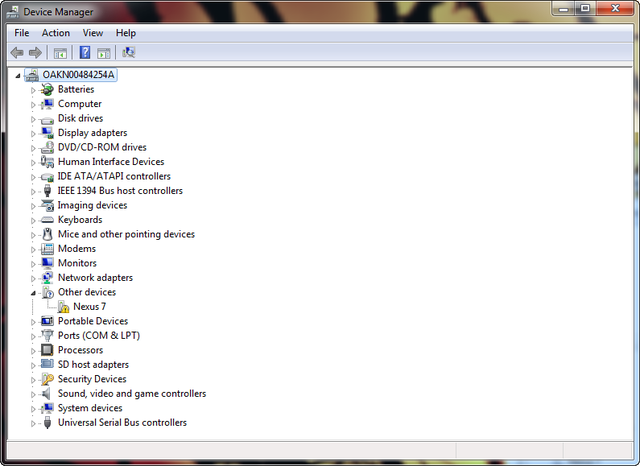 Device Manager
File Action View Help
OAKN00484254A
Batteries
Computer
Disk drives
Display adapters
DVD/CD-ROM drives
Human Interface Devices
IDE ATA/ATAPI controllers
IEEE 1394 Bus host controllers
Imaging devices
Keyboards
Mice and other pointing devices
Modems
Monitors
Network adapters
Other devices
Nexus 7
Portable Devices
Ports (COM & LPT)
Processors
SD host adapters
Security Devices
Sound, video and game controllers
System devices
Universal Serial Bus controllers